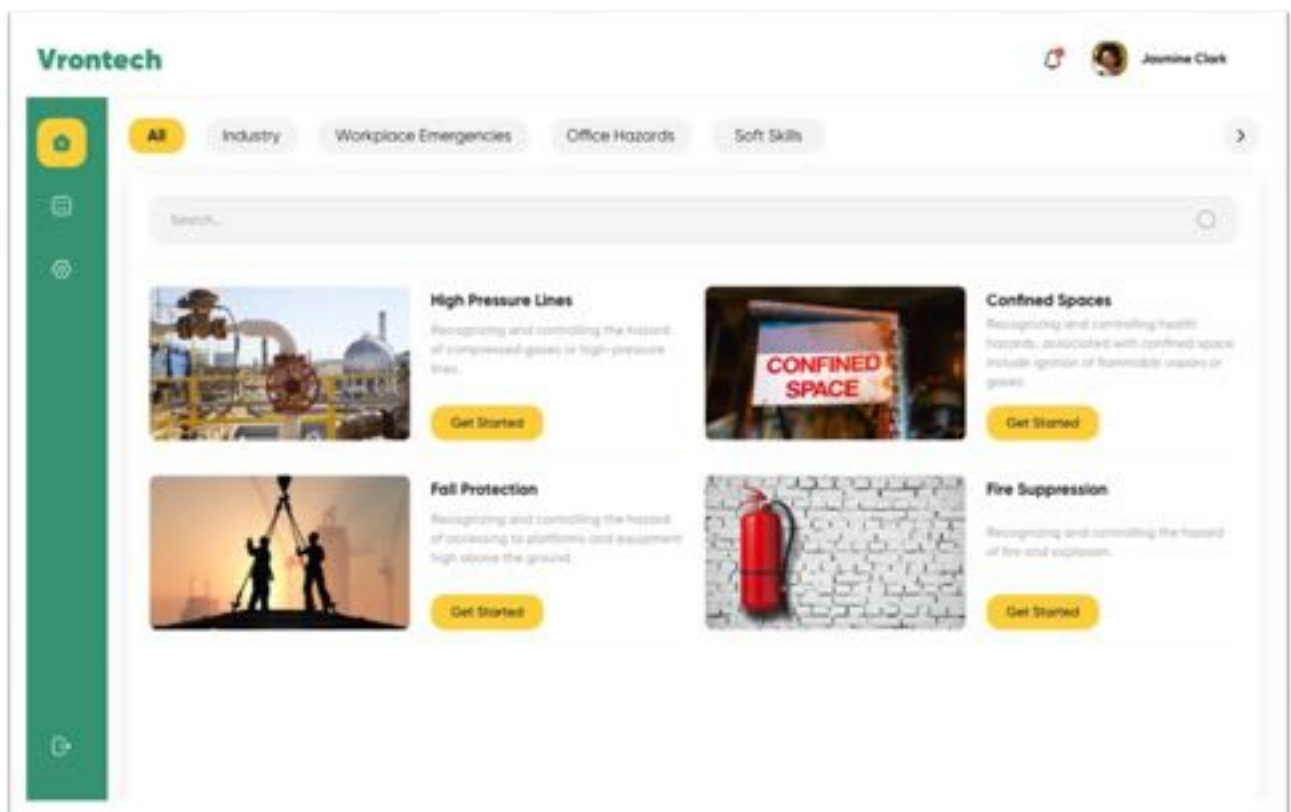 Vrontech
Jasmine Clark
All
Industry
Workplace Emergencies
Office Hazards
Soft Skills
Search...
High Pressure Lines
Recognizing and controlling the hazard
of compressed gases or high-pressure
lines.
Get Started
CONFINED
SPACE
Confined Spaces
Recognizing and controlling health
hazards, associated with confined space
include ignition of flammable vapors or
gases.
Get Started
Fall Protection
Recognizing and controlling the hazard
of accessing to platforms and equipment
high above the ground.
Get Started
Fire Suppression
Recognizing and controlling the hazard
of fire and explosion.
Get Started